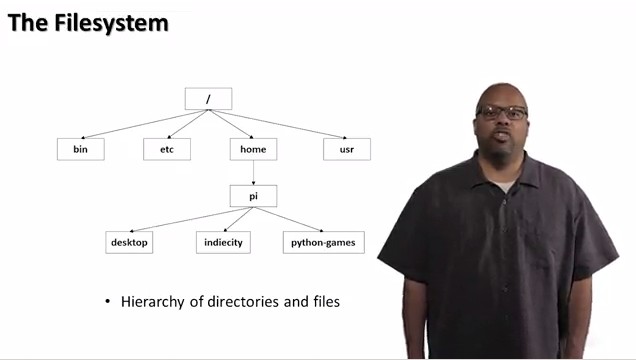 The Filesystem
/
bin etc home usr
pi
desktop indiecity python-games
• Hierarchy of directories and files